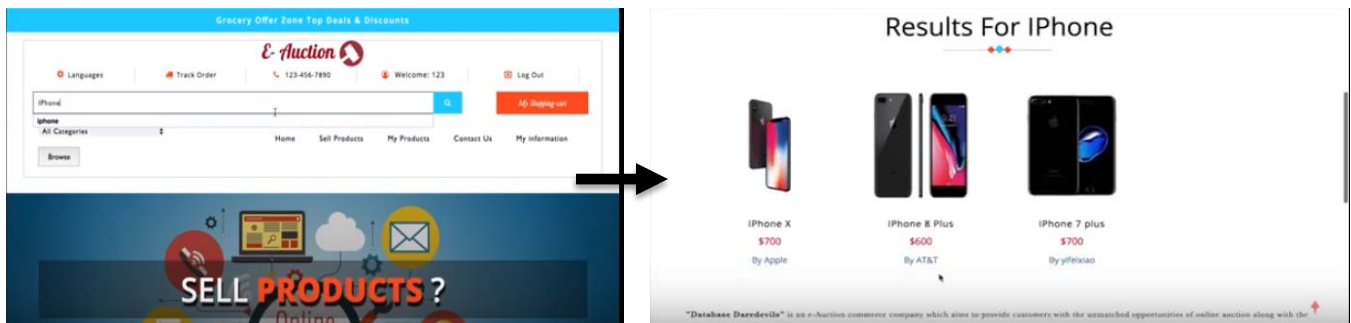 Grocery Offer Zone Top Deals & Discounts
E- Auction
Languages
Track Order
123-456-7890
Welcome: 123
Log Out
IPhone
My Shopping cart
iphone
All Categories
Home
Sell Products
My Products
Contact Us
My information
Browse
SELL PRODUCTS ?
Online
Results For IPhone
IPhone X
IPhone 8 Plus
IPhone 7 plus
$700
$600
$700
By Apple
By AT&T
By yifeixiao
"Database Daredevils" is an e-Auction commerce company which aims to provide customers with the unmatched opportunities of online auction along with the